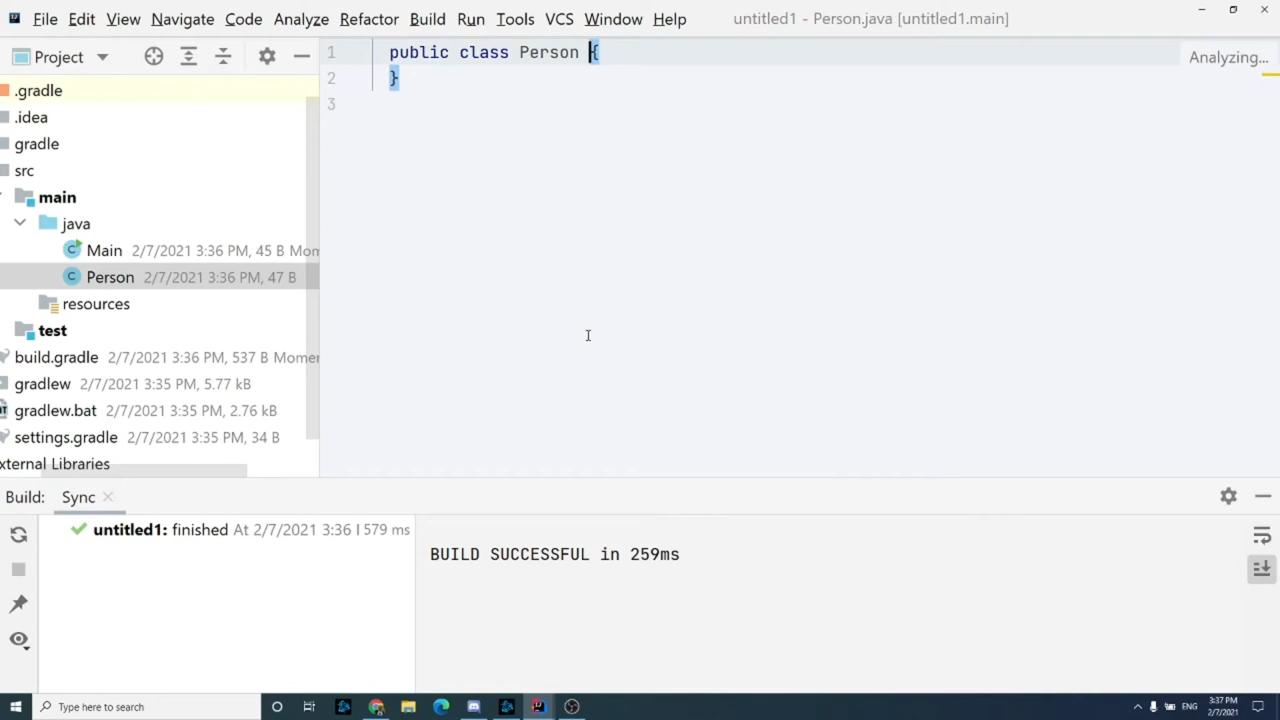 File Edit View Navigate Code Analyze Refactor Build Run Tools VCS Window Help untitled1 - Person.java [untitled1.main]
Project
.gradle
.idea
gradle
src
main
java
Main 2/7/2021 3:36 PM, 45 B Mom
Person 2/7/2021 3:36 PM, 47 B
resources
test
build.gradle 2/7/2021 3:36 PM, 537 B Momer
gradlew 2/7/2021 3:35 PM, 5.77 kB
gradlew.bat 2/7/2021 3:35 PM, 2.76 kB
settings.gradle 2/7/2021 3:35 PM, 34 B
xternal Libraries
1 public class Person {
2 }
3
Analyzing...
Build: Sync
untitled1: finished At 2/7/2021 3:36 579 ms
BUILD SUCCESSFUL in 259ms
Type here to search
ENG
3:37 PM
2/7/2021